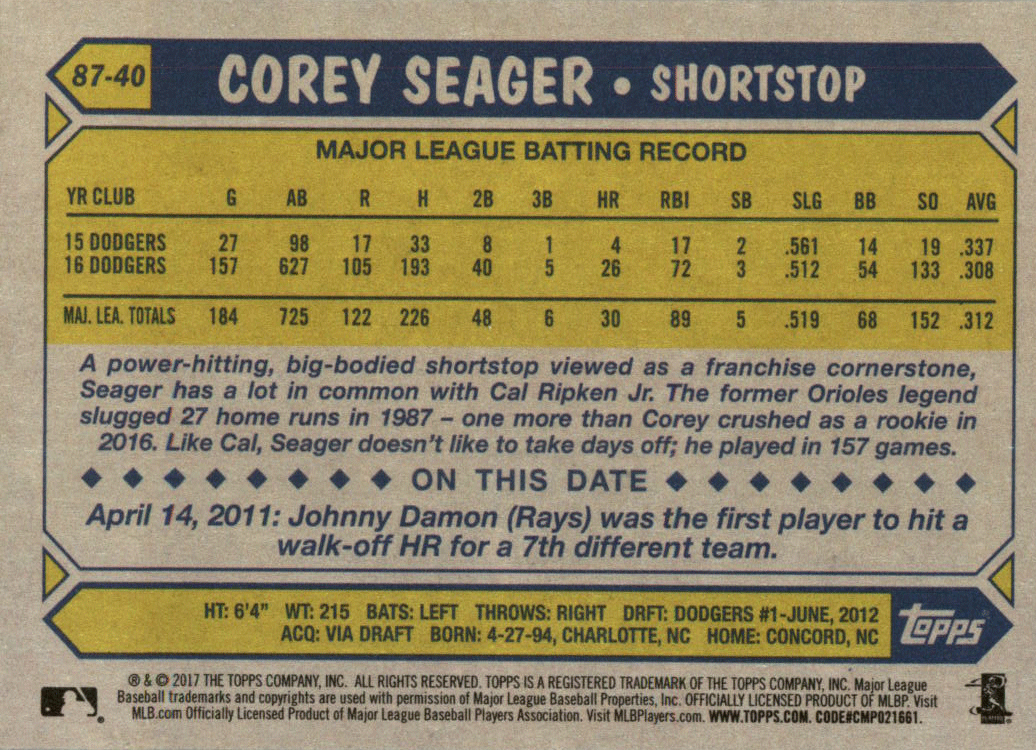 87-40 COREY SEAGER • SHORTSTOP
MAJOR LEAGUE BATTING RECORD
YR CLUB G AB R H 2B 3B HR RBI SB SLG BB SO AVG
15 DODGERS 27 98 17 33 8 1 4 17 2 .561 14 19 .337
16 DODGERS 157 627 105 193 40 5 26 72 3 .512 54 133 .308
MAJ. LEA. TOTALS 184 725 122 226 48 6 30 89 5 .519 68 152 .312
A power-hitting, big-bodied shortstop viewed as a franchise cornerstone,
Seager has a lot in common with Cal Ripken Jr. The former Orioles legend
slugged 27 home runs in 1987 – one more than Corey crushed as a rookie in
2016. Like Cal, Seager doesn't like to take days off; he played in 157 games.
ON THIS DATE
April 14, 2011: Johnny Damon (Rays) was the first player to hit a
walk-off HR for a 7th different team.
HT: 6'4" WT: 215 BATS: LEFT THROWS: RIGHT DRFT: DODGERS #1-JUNE, 2012
ACQ: VIA DRAFT BORN: 4-27-94, CHARLOTTE, NC HOME: CONCORD, NC
Topps®
® & © 2017 THE TOPPS COMPANY, INC. ALL RIGHTS RESERVED. TOPPS IS A REGISTERED TRADEMARK OF THE TOPPS COMPANY, INC. Major League
Baseball trademarks and copyrights are used with permission of Major League Baseball Properties, Inc. OFFICIALLY LICENSED PRODUCT OF MLBP. Visit
MLB.com Officially Licensed Product of Major League Baseball Players Association. Visit MLBPlayers.com. WWW.TOPPS.COM. CODE#CMP021661.